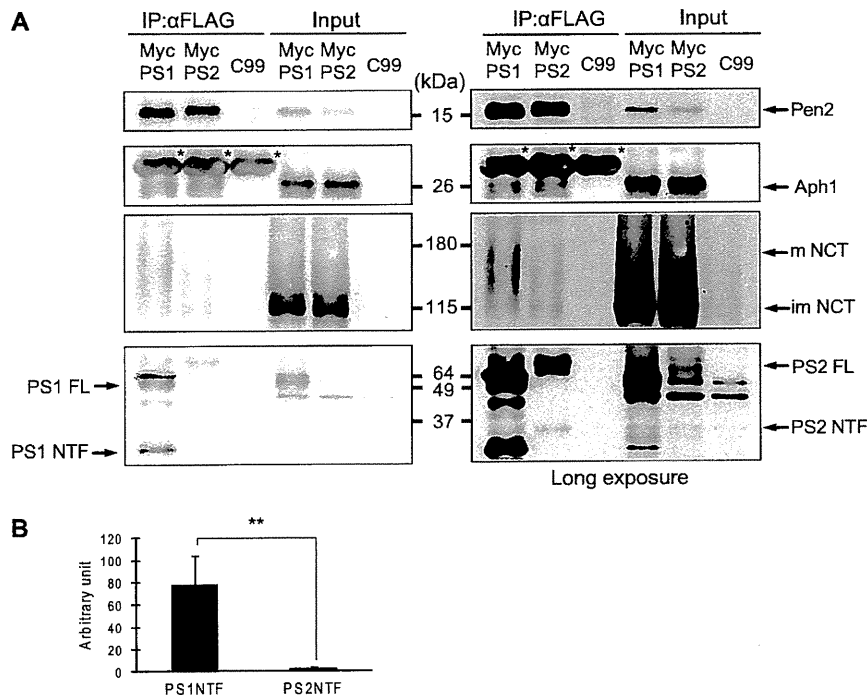 A
IP:αFLAG
Input
IP:αFLAG
Input
Myc PS1
Myc PS2
C99
Myc PS1
Myc PS2
C99
(kDa)
Myc PS1
Myc PS2
C99
Myc PS1
Myc PS2
C99
15
Pen2
*
*
*
*
*
*
26
Aph1
180
m NCT
115
im NCT
PS1 FL
64
PS2 FL
49
37
PS1 NTF
PS2 NTF
Long exposure
B
**
Arbitrary unit
120
100
80
60
40
20
0
PS1NTF
PS2NTF